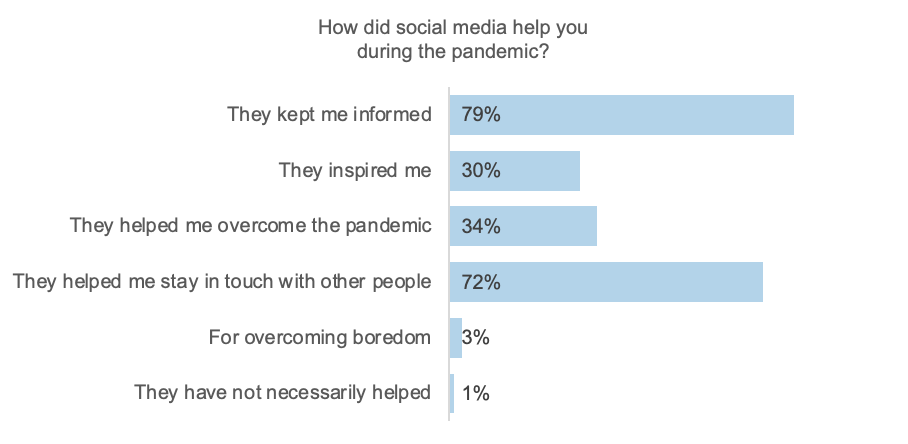 How did social media help you
during the pandemic?
They kept me informed 79%
They inspired me 30%
They helped me overcome the pandemic 34%
They helped me stay in touch with other people 72%
For overcoming boredom 3%
They have not necessarily helped 1%